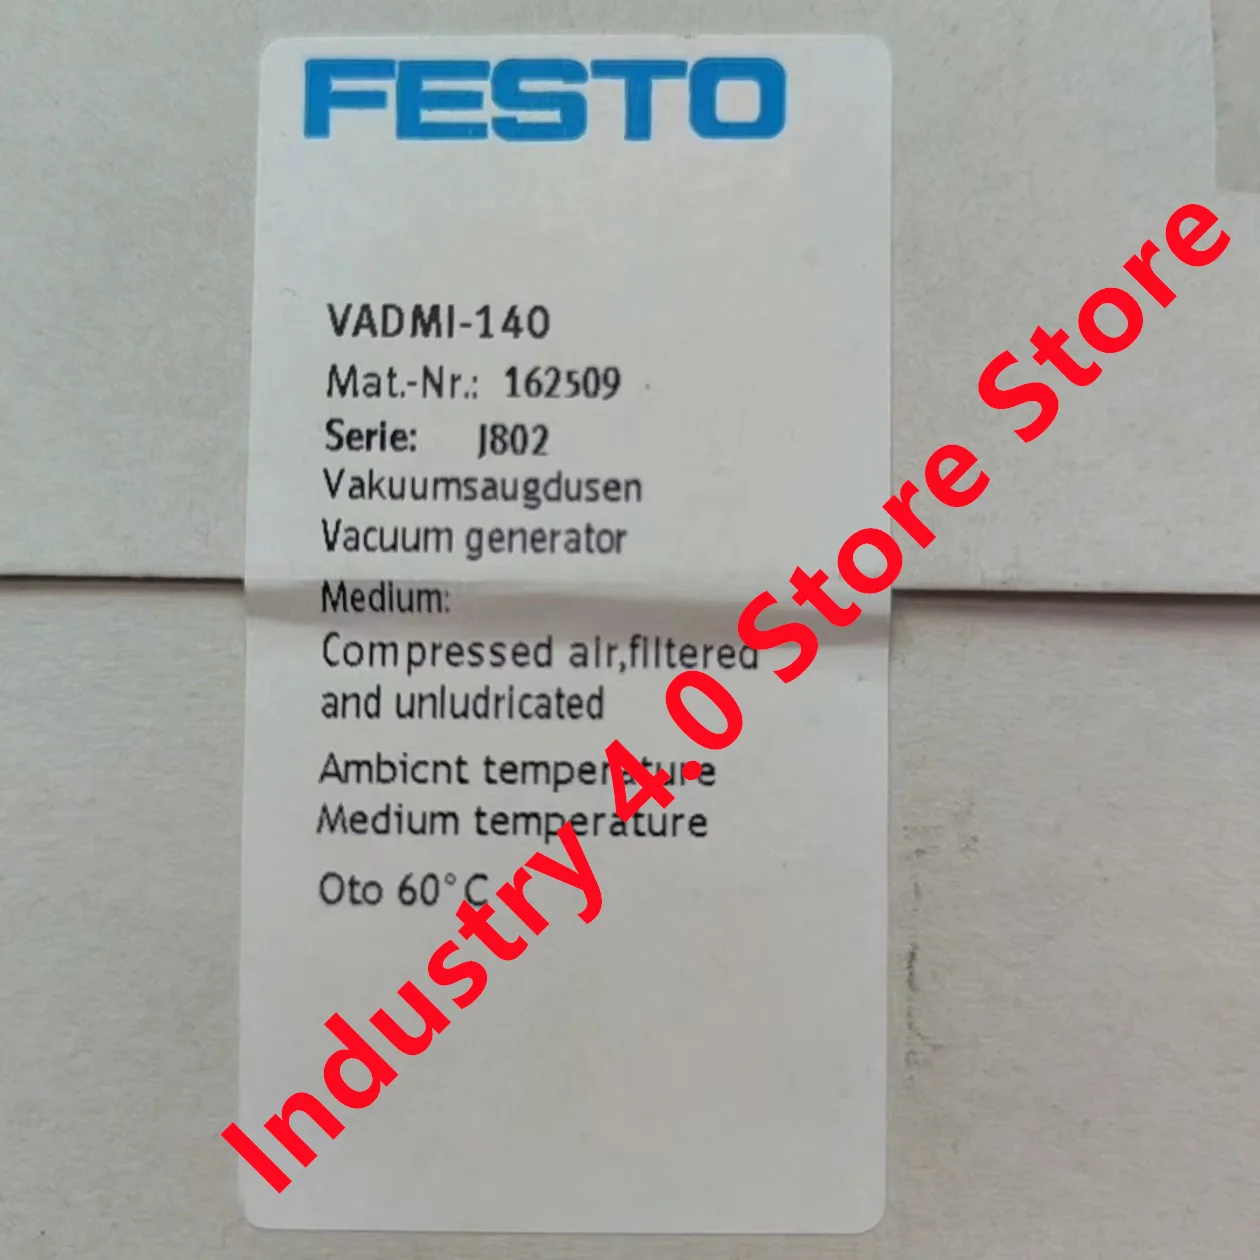 FESTO
VADMI-140
Mat.-Nr.: 162509
Serie: J802
Vakuumsaugdusen
Vacuum generator
Medium:
Compressed alr,filtered
and unludricated
Ambicnt temperature
Medium temperature
Oto 60°C
Industry 4.0 Store Store